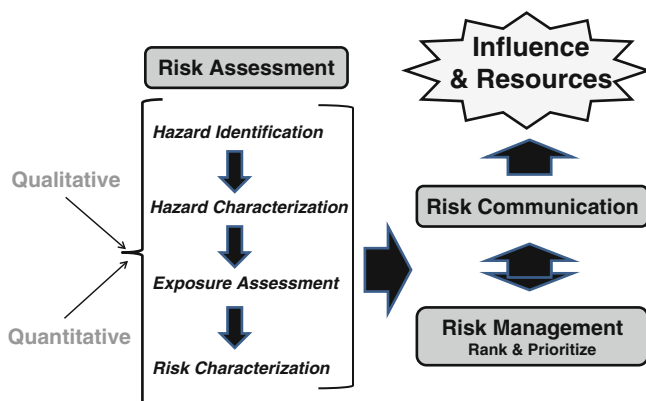 Risk Assessment
Hazard Identification
Hazard Characterization
Exposure Assessment
Risk Characterization
Qualitative
Quantitative
Influence
& Resources
Risk Communication
Risk Management
Rank & Prioritize